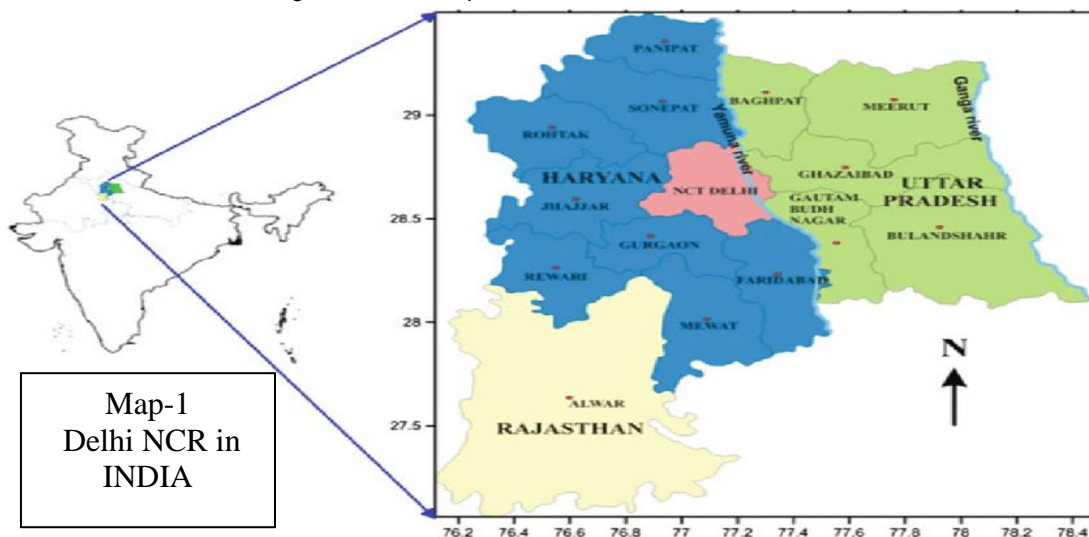 PANIPAT
29
SONEPAT
Yamuna river
BAGHPAT
MEERUT
Ganga river
ROHTAK
HARYANA
NCT DELHI
GHAZAIBAD
UTTAR
PRADESH
28.5
JHAJJAR
GAUTAM
BUDH
NAGAR
GURGAON
BULANDSHAHR
REWARI
FARIDABAD
28
MEWAT
N
Map-1
Delhi NCR in
INDIA
ALWAR
27.5
RAJASTHAN
76.2 76.4 76.6 76.8 77 77.2 77.4 77.6 77.8 78 78.2 78.4